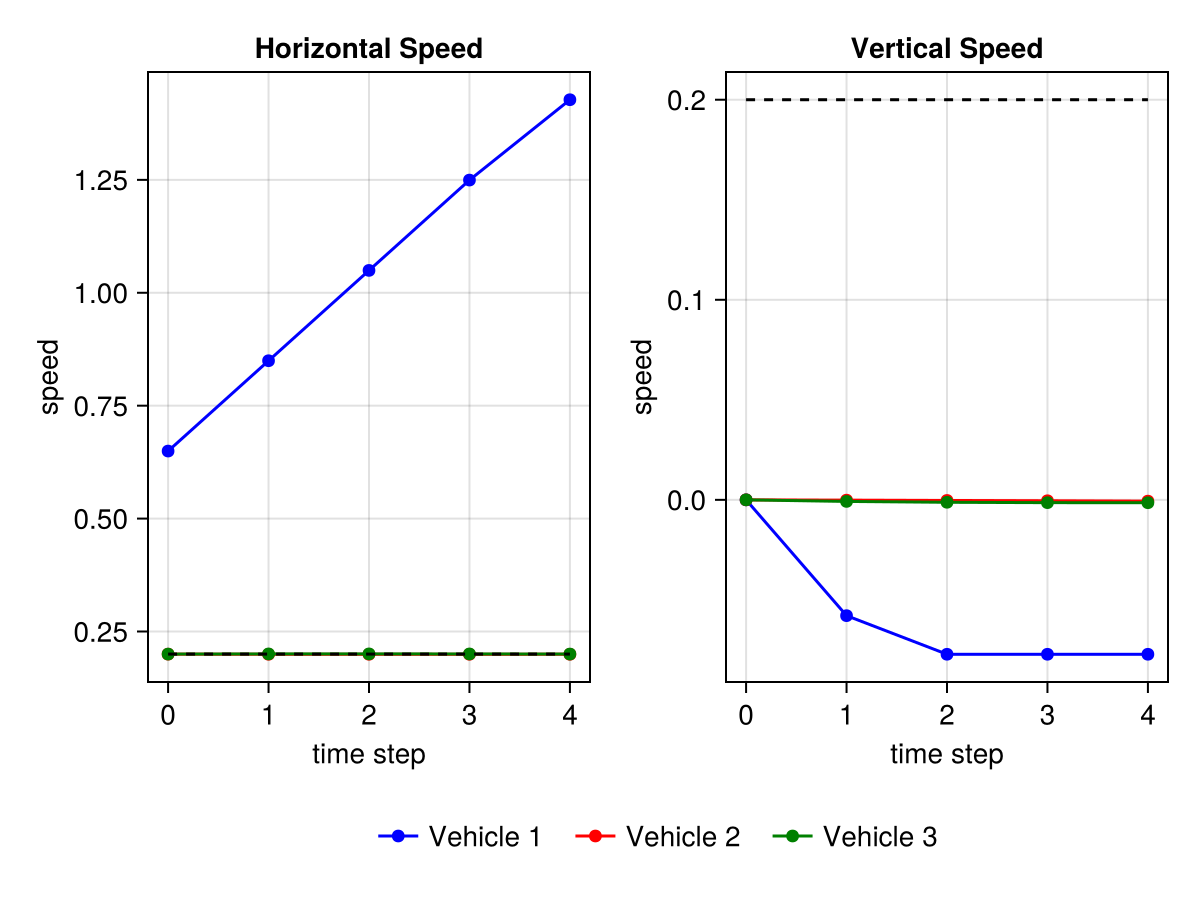 Horizontal Speed
speed
1.25
1.00
0.75
0.50
0.25
0 1 2 3 4
time step
Vertical Speed
speed
0.2
0.1
0.0
0 1 2 3 4
time step
Vehicle 1 Vehicle 2 Vehicle 3